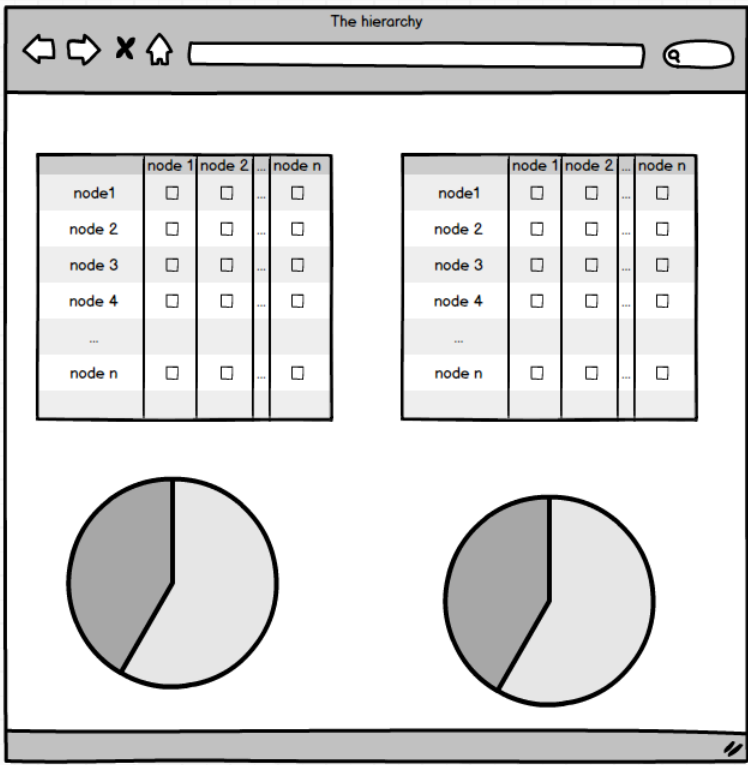 The hierarchy
node 1 node 2 ... node n
node1 ...
node 2 ...
node 3 ...
node 4 ...
...
node n ...
node 1 node 2 ... node n
node1 ...
node 2 ...
node 3 ...
node 4 ...
...
node n ...